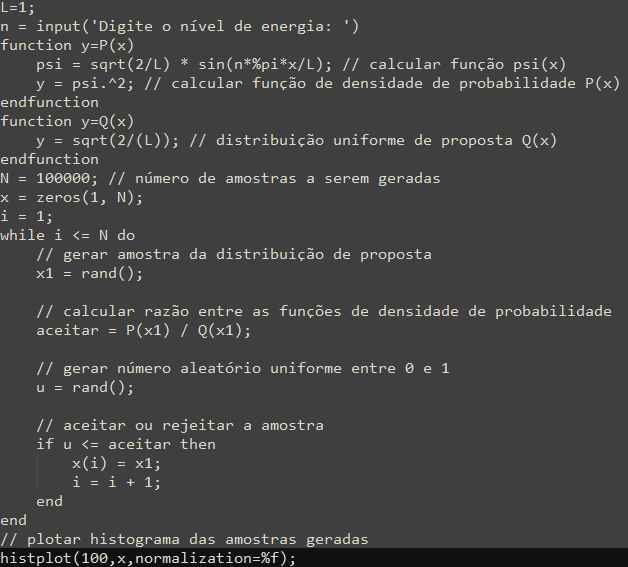 L=1;
n = input('Digite o nível de energia: ')
function y=P(x)
    psi = sqrt(2/L) * sin(n*%pi*x/L); // calcular função psi(x)
    y = psi.^2; // calcular função de densidade de probabilidade P(x)
endfunction
function y=Q(x)
    y = sqrt(2/(L)); // distribuição uniforme de proposta Q(x)
endfunction
N = 100000; // número de amostras a serem geradas
x = zeros(1, N);
i = 1;
while i <= N do
    // gerar amostra da distribuição de proposta
    x1 = rand();

    // calcular razão entre as funções de densidade de probabilidade
    aceitar = P(x1) / Q(x1);

    // gerar número aleatório uniforme entre 0 e 1
    u = rand();

    // aceitar ou rejeitar a amostra
    if u <= aceitar then
        x(i) = x1;
        i = i + 1;
    end
end
// plotar histograma das amostras geradas
histplot(100,x,normalization=%f);